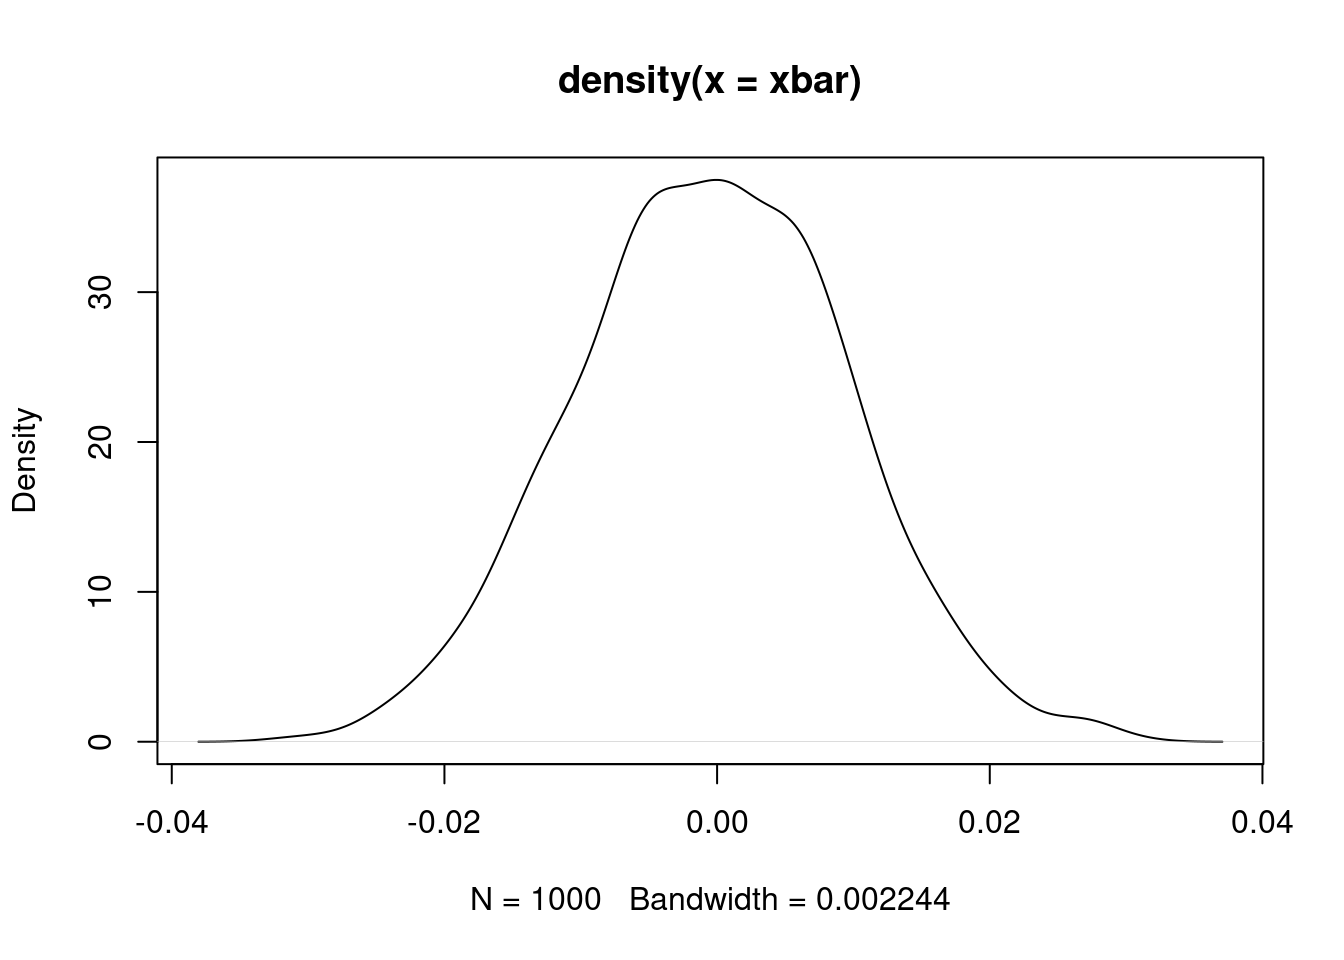 density(x = xbar)
Density
30
20
10
0
-0.04 -0.02 0.00 0.02 0.04
N = 1000 Bandwidth = 0.002244